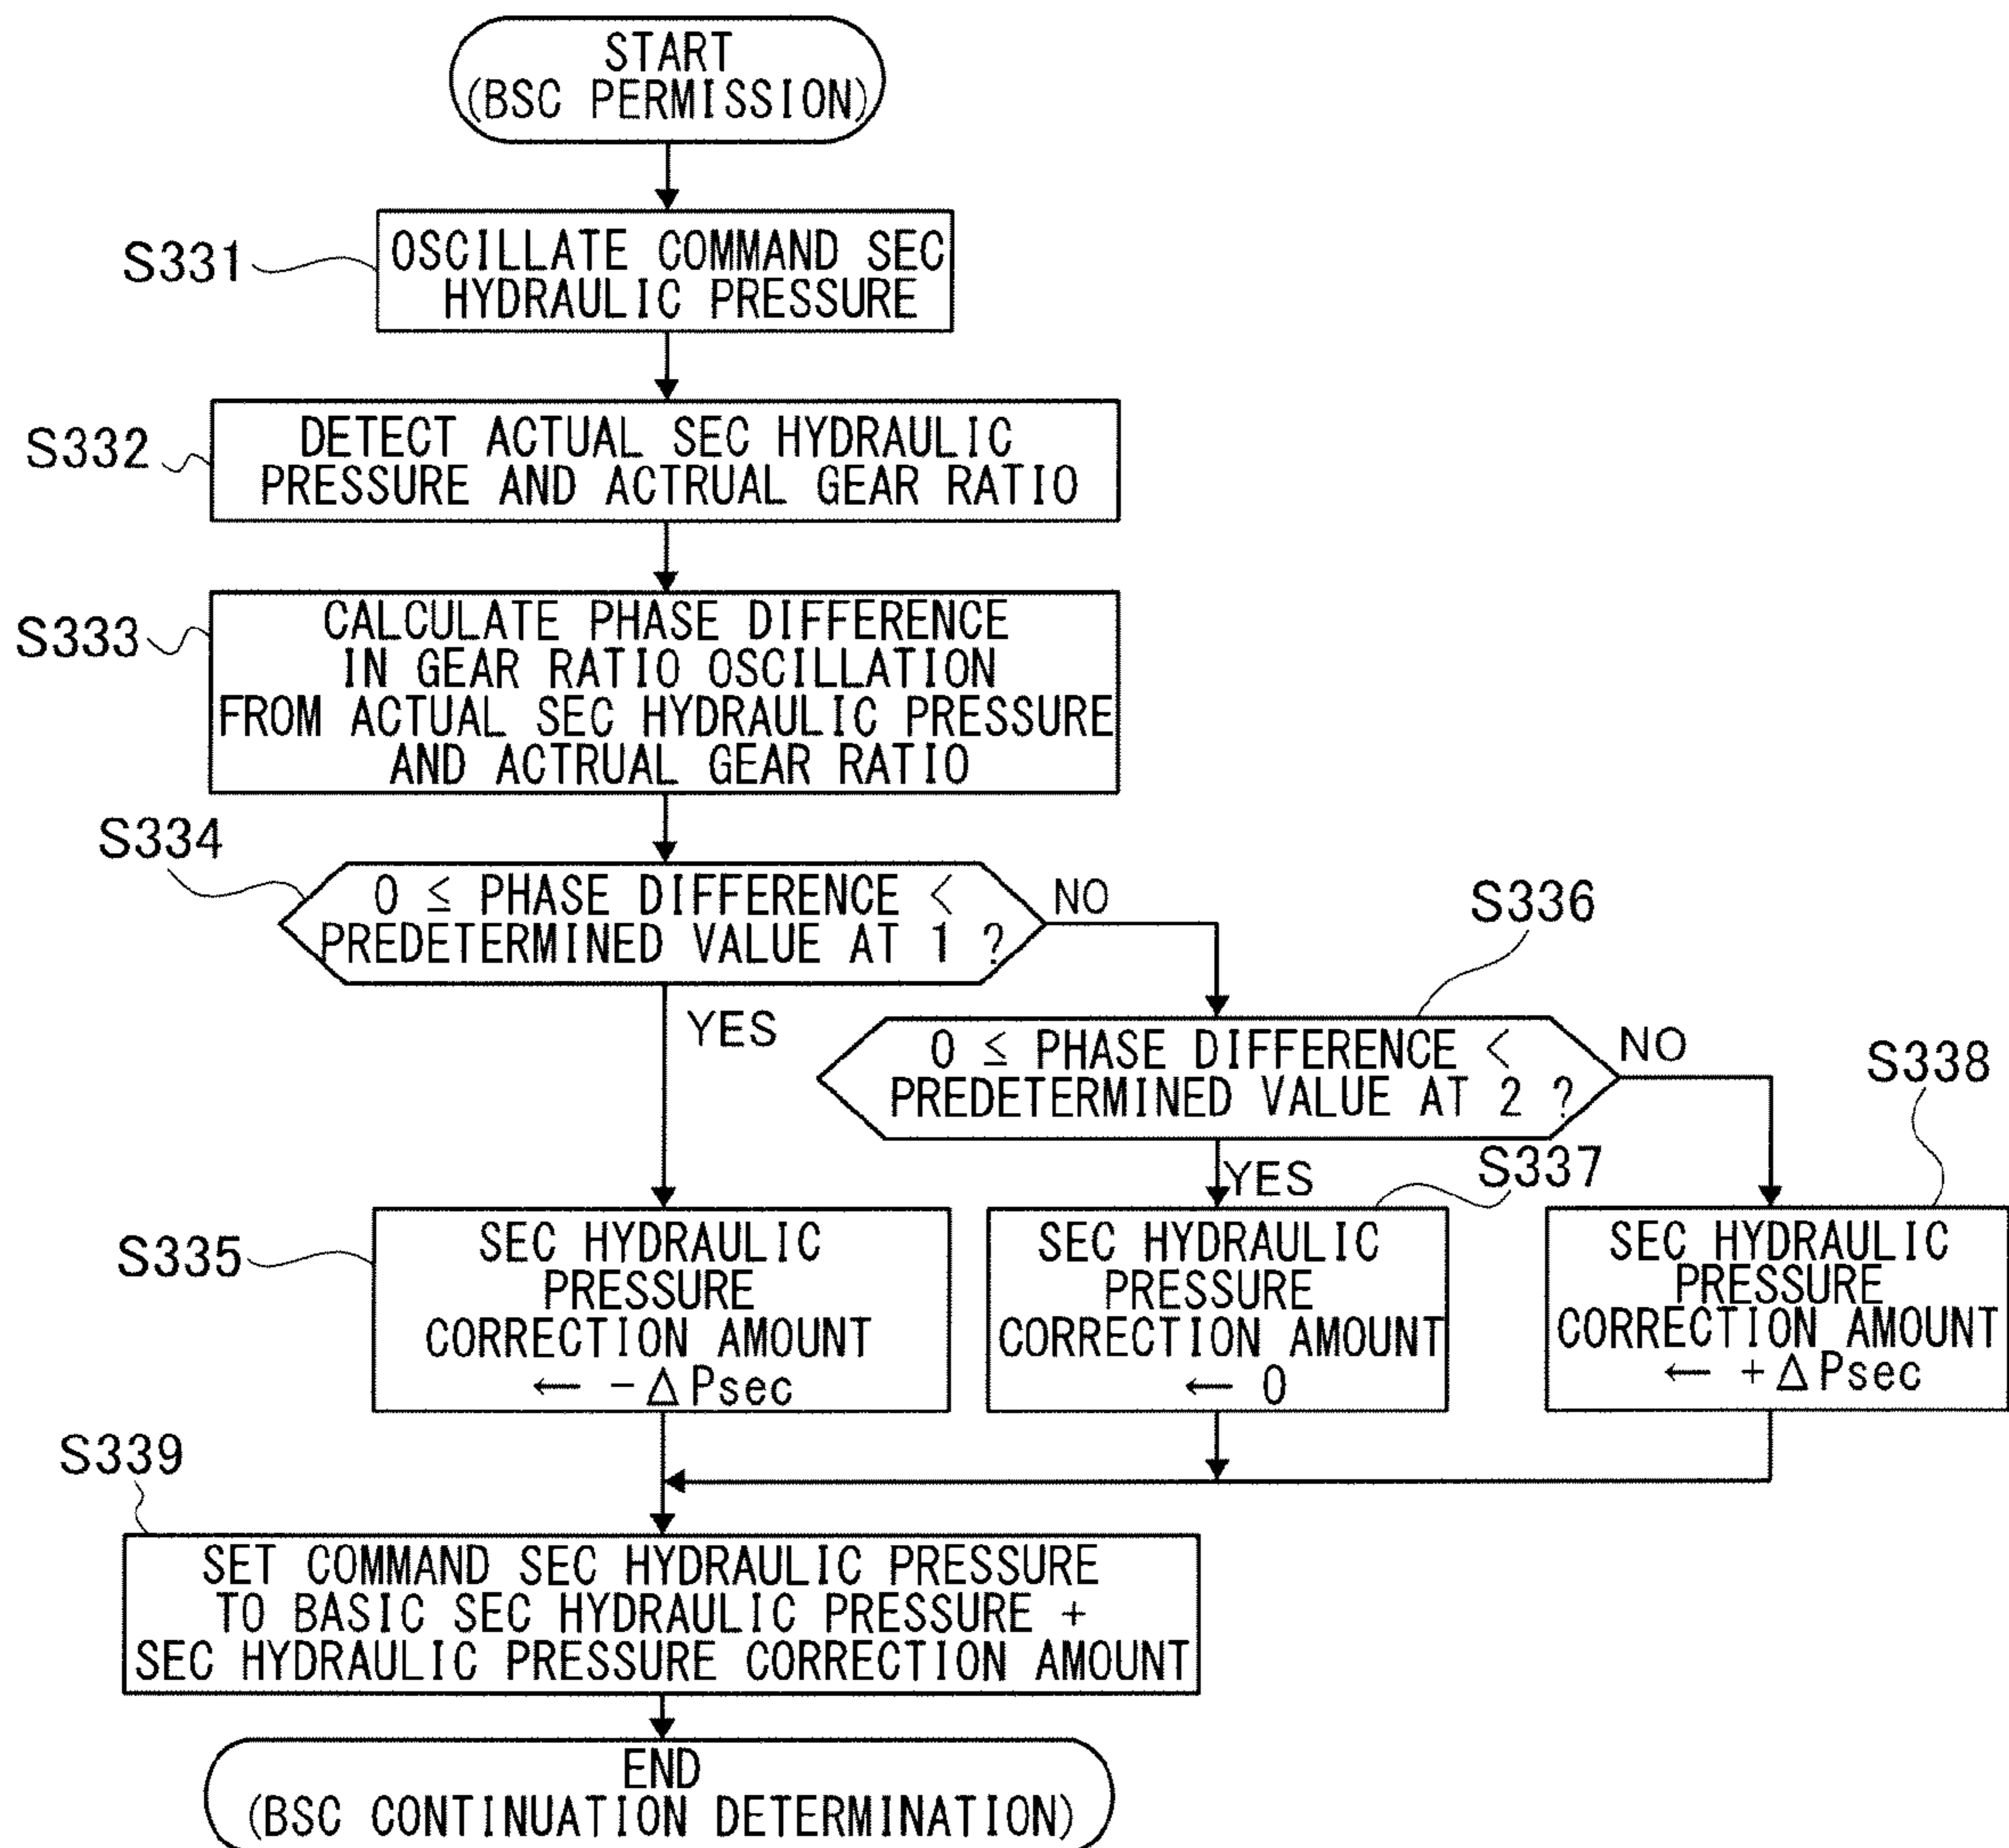 START
(BSC PERMISSION)
S331
OSCILLATE COMMAND SEC
HYDRAULIC PRESSURE
S332
DETECT ACTUAL SEC HYDRAULIC
PRESSURE AND ACTRUAL GEAR RATIO
S333
CALCULATE PHASE DIFFERENCE
IN GEAR RATIO OSCILLATION
FROM ACTUAL SEC HYDRAULIC PRESSURE
AND ACTRUAL GEAR RATIO
S334
0 ≤ PHASE DIFFERENCE <
PREDETERMINED VALUE AT 1 ?
NO
YES
S336
0 ≤ PHASE DIFFERENCE <
PREDETERMINED VALUE AT 2 ?
NO
YES
S335
SEC HYDRAULIC
PRESSURE
CORRECTION AMOUNT
← -△Psec
S337
SEC HYDRAULIC
PRESSURE
CORRECTION AMOUNT
← 0
S338
SEC HYDRAULIC
PRESSURE
CORRECTION AMOUNT
← +△Psec
S339
SET COMMAND SEC HYDRAULIC PRESSURE
TO BASIC SEC HYDRAULIC PRESSURE +
SEC HYDRAULIC PRESSURE CORRECTION AMOUNT
END
(BSC CONTINUATION DETERMINATION)